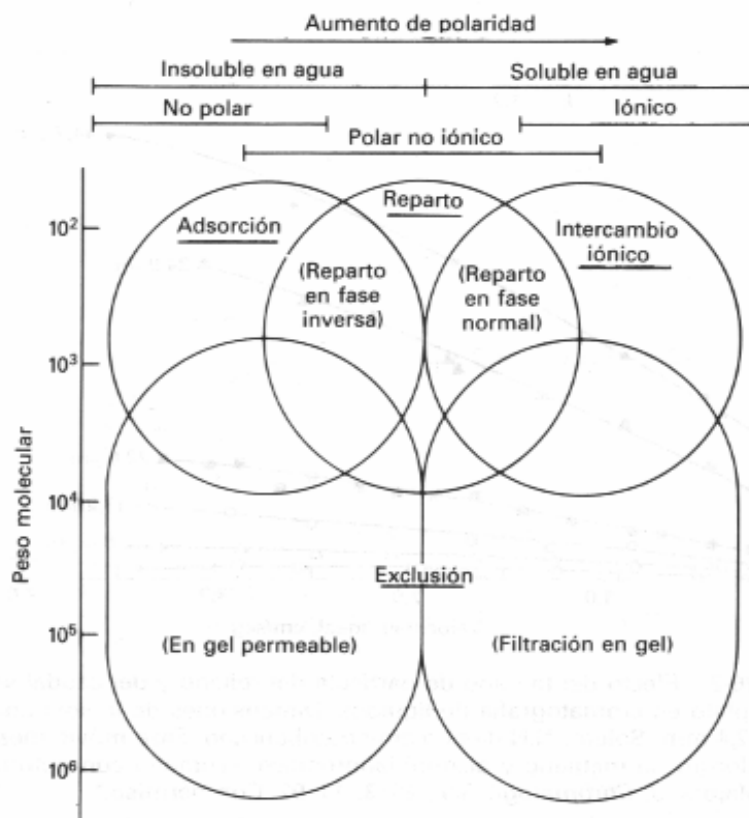 Aumento de polaridad
Insoluble en agua
Soluble en agua
No polar
Iónico
Polar no iónico
Reparto
Adsorción
Intercambio
iónico
(Reparto
en fase
inversa)
(Reparto
en fase
normal)
Peso molecular
10²
10³
10⁴
10⁵
10⁶
Exclusión
(En gel permeable)
(Filtración en gel)